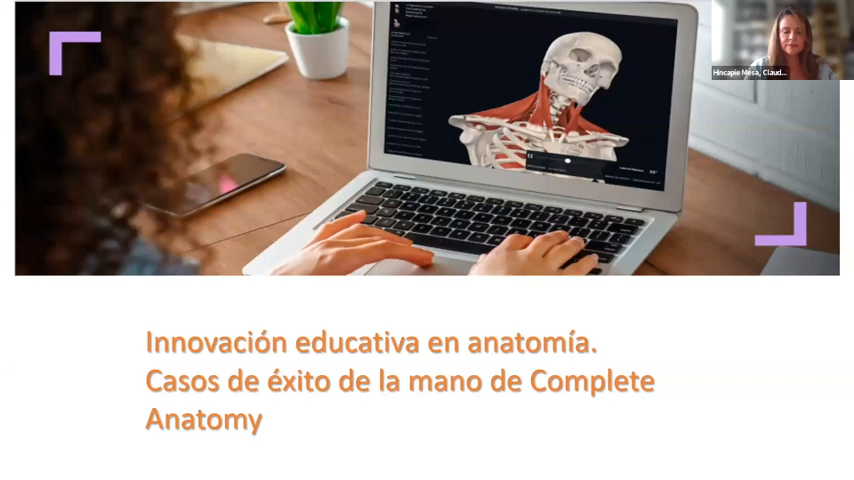 Hincapie Mesa, Claud...
Innovación educativa en anatomía.
Casos de éxito de la mano de Complete
Anatomy